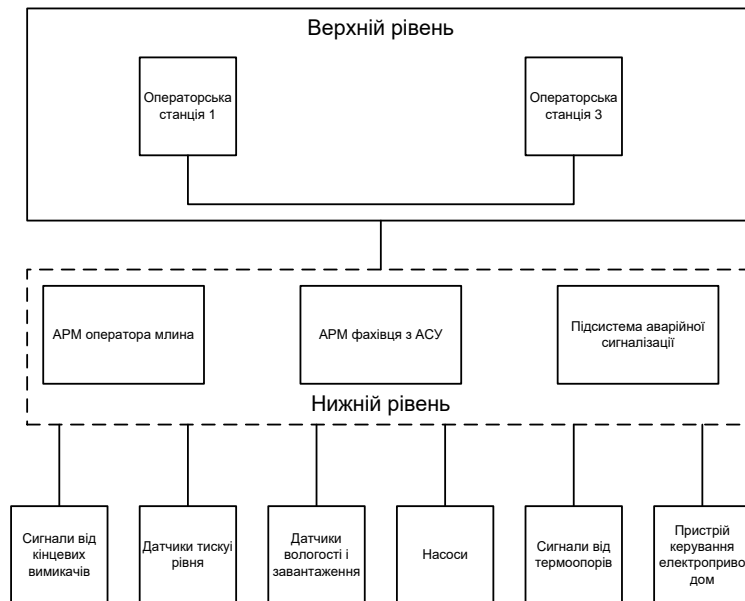 Верхній рівень
Операторська
станція 1
Операторська
станція 3
АРМ оператора млина
АРМ фахівця з АСУ
Підсистема аварійної
сигналізації
Нижній рівень
Сигнали від
кінцевих
вимикачів
Датчики тискуі
рівня
Датчики
вологості і
завантаження
Насоси
Сигнали від
термоопорів
Пристрій
керування
електроприво
дом